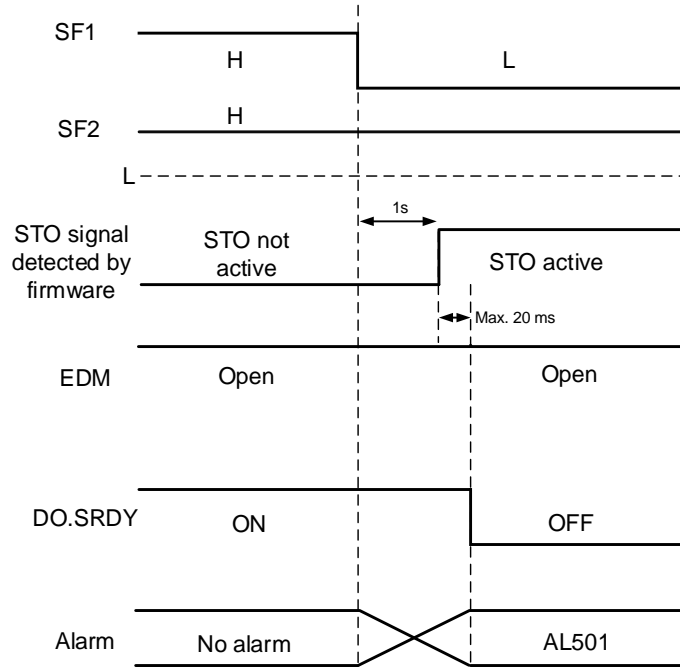 SF1
H
L
SF2
H
L
1s
STO signal
detected by
firmware
STO not
active
STO active
Max. 20 ms
EDM
Open
Open
DO.SRDY
ON
OFF
Alarm
No alarm
AL501